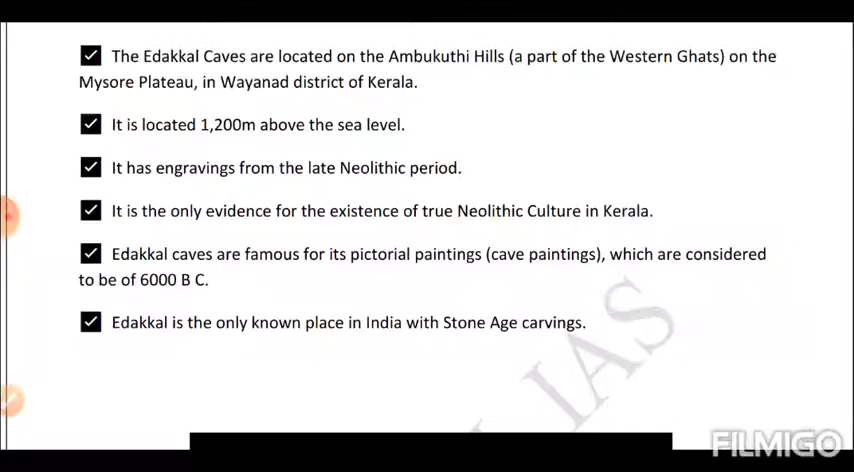 The Edakkal Caves are located on the Ambukuthi Hills (a part of the Western Ghats) on the
Mysore Plateau, in Wayanad district of Kerala.
It is located 1,200m above the sea level.
It has engravings from the late Neolithic period.
It is the only evidence for the existence of true Neolithic Culture in Kerala.
Edakkal caves are famous for its pictorial paintings (cave paintings), which are considered
to be of 6000 B C.
Edakkal is the only known place in India with Stone Age carvings.
IAS
FILMIGO